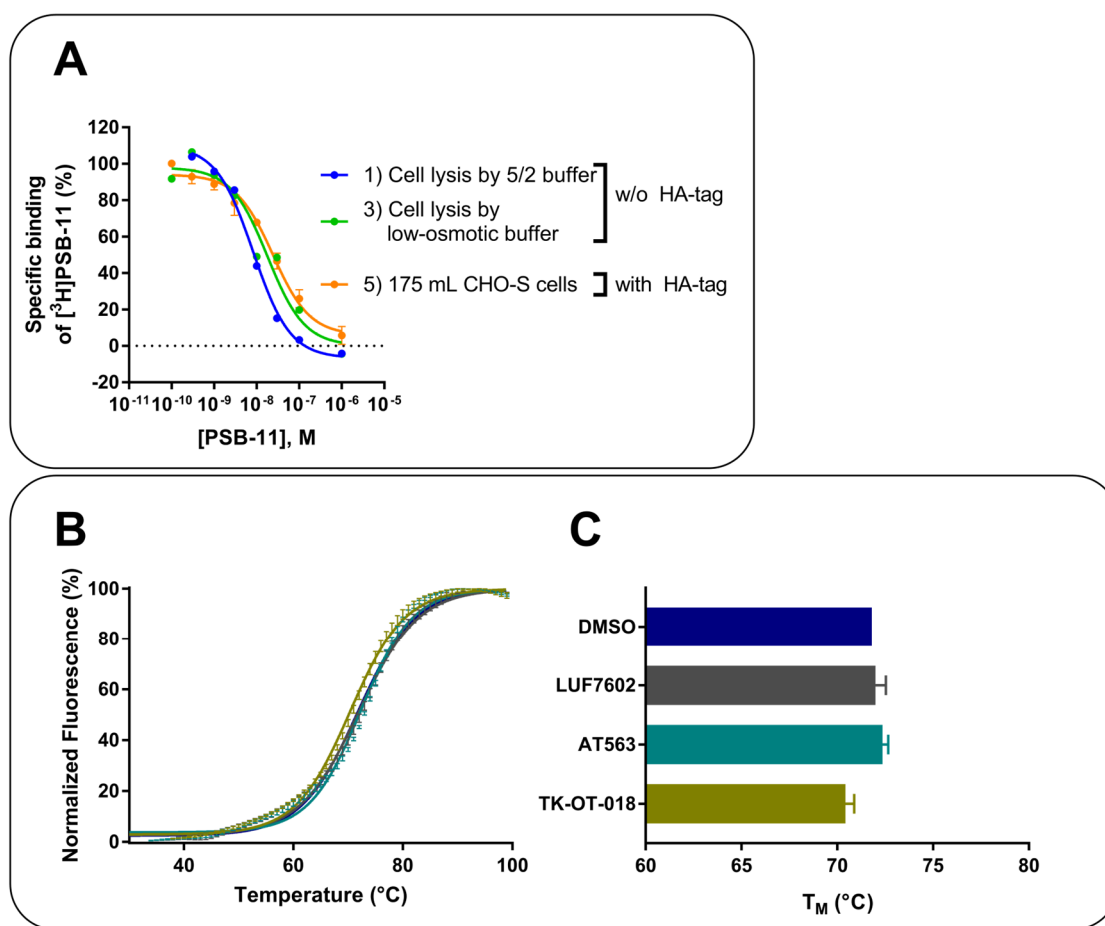 A
Specific binding
of [³H]PSB-11 (%)
120
100
80
60
40
20
0
-20
10⁻¹¹ 10⁻¹⁰ 10⁻⁹ 10⁻⁸ 10⁻⁷ 10⁻⁶ 10⁻⁵
[PSB-11], M
1) Cell lysis by 5/2 buffer
3) Cell lysis by
low-osmotic buffer
w/o HA-tag
5) 175 mL CHO-S cells
with HA-tag
B
Normalized Fluorescence (%)
100
80
60
40
20
0
40 60 80 100
Temperature (°C)
C
DMSO
LUF7602
AT563
TK-OT-018
60 65 70 75 80
T_M (°C)